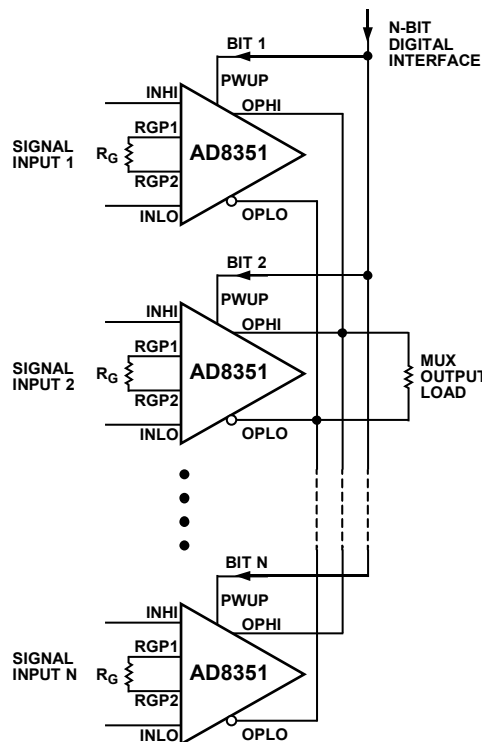 N-BIT
DIGITAL
INTERFACE
BIT 1
PWUP
INHI
OPHI
RGP1
SIGNAL
INPUT 1
RG
AD8351
RGP2
INLO
OPLO
BIT 2
PWUP
INHI
OPHI
RGP1
SIGNAL
INPUT 2
RG
AD8351
RGP2
MUX
OUTPUT
LOAD
INLO
OPLO
BIT N
PWUP
INHI
OPHI
RGP1
SIGNAL
INPUT N
RG
AD8351
RGP2
INLO
OPLO